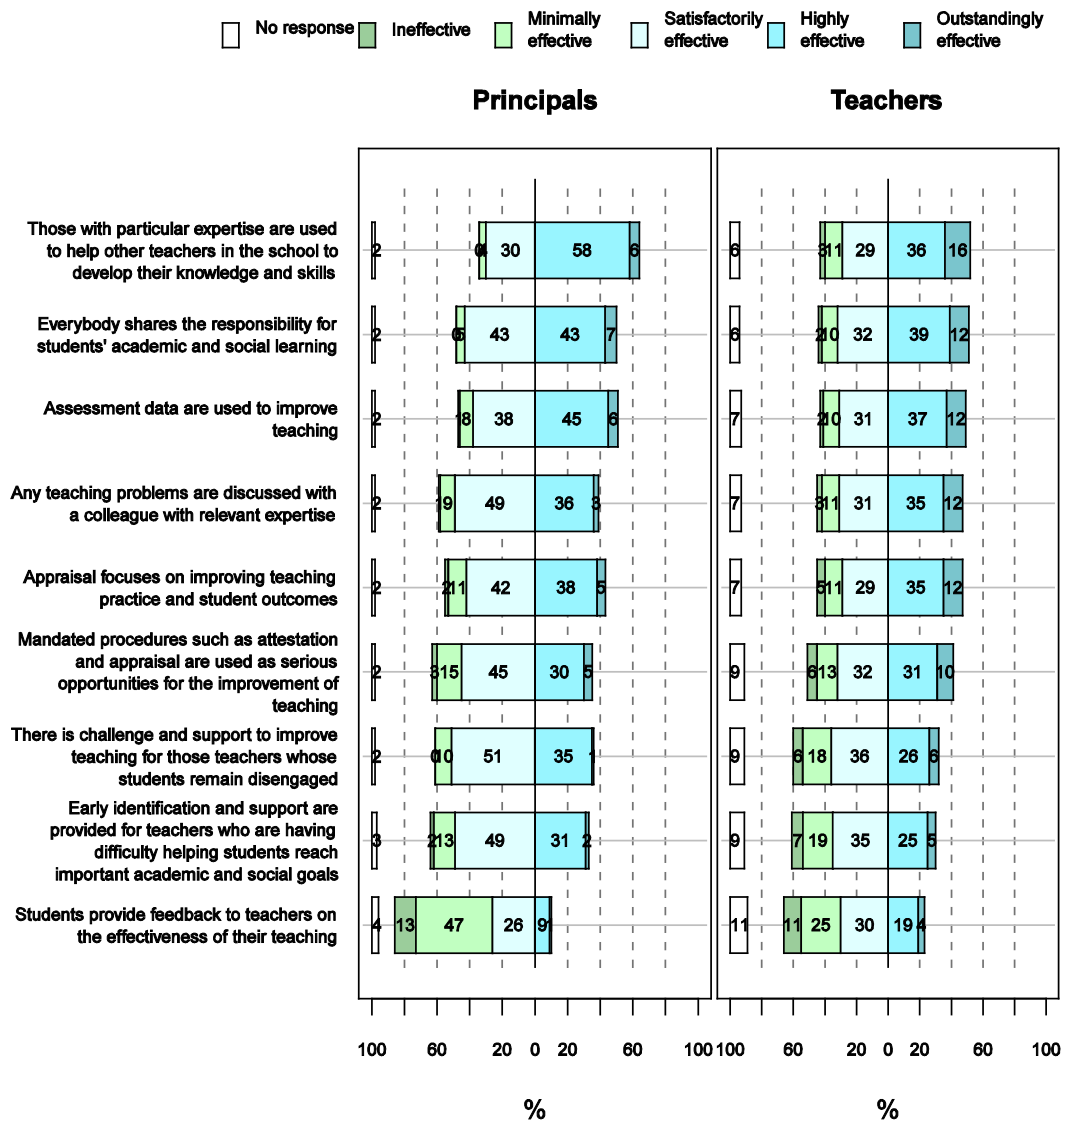 No response
Ineffective
Minimally
effective
Satisfactorily
effective
Highly
effective
Outstandingly
effective
Principals
Teachers
Those with particular expertise are used
to help other teachers in the school to
develop their knowledge and skills
2 0 4 30 58 6
6 3 11 29 36 16
Everybody shares the responsibility for
students' academic and social learning
2 0 5 43 43 7
6 2 10 32 39 12
Assessment data are used to improve
teaching
2 1 8 38 45 6
7 2 10 31 37 12
Any teaching problems are discussed with
a colleague with relevant expertise
2 1 9 49 36 3
7 3 11 31 35 12
Appraisal focuses on improving teaching
practice and student outcomes
2 2 11 42 38 5
7 5 11 29 35 12
Mandated procedures such as attestation
and appraisal are used as serious
opportunities for the improvement of
teaching
2 3 15 45 30 5
9 6 13 32 31 10
There is challenge and support to improve
teaching for those teachers whose
students remain disengaged
2 0 10 51 35 1
9 6 18 36 26 6
Early identification and support are
provided for teachers who are having
difficulty helping students reach
important academic and social goals
3 2 13 49 31 2
9 7 19 35 25 5
Students provide feedback to teachers on
the effectiveness of their teaching
4 13 47 26 9 1
11 11 25 30 19 4
100 60 20 0 20 60 100
100 60 20 0 20 60 100
%
%